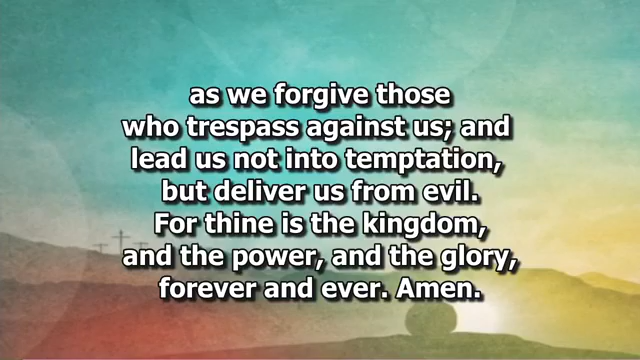 as we forgive those
who trespass against us; and
lead us not into temptation,
but deliver us from evil.
For thine is the kingdom,
and the power, and the glory,
forever and ever. Amen.